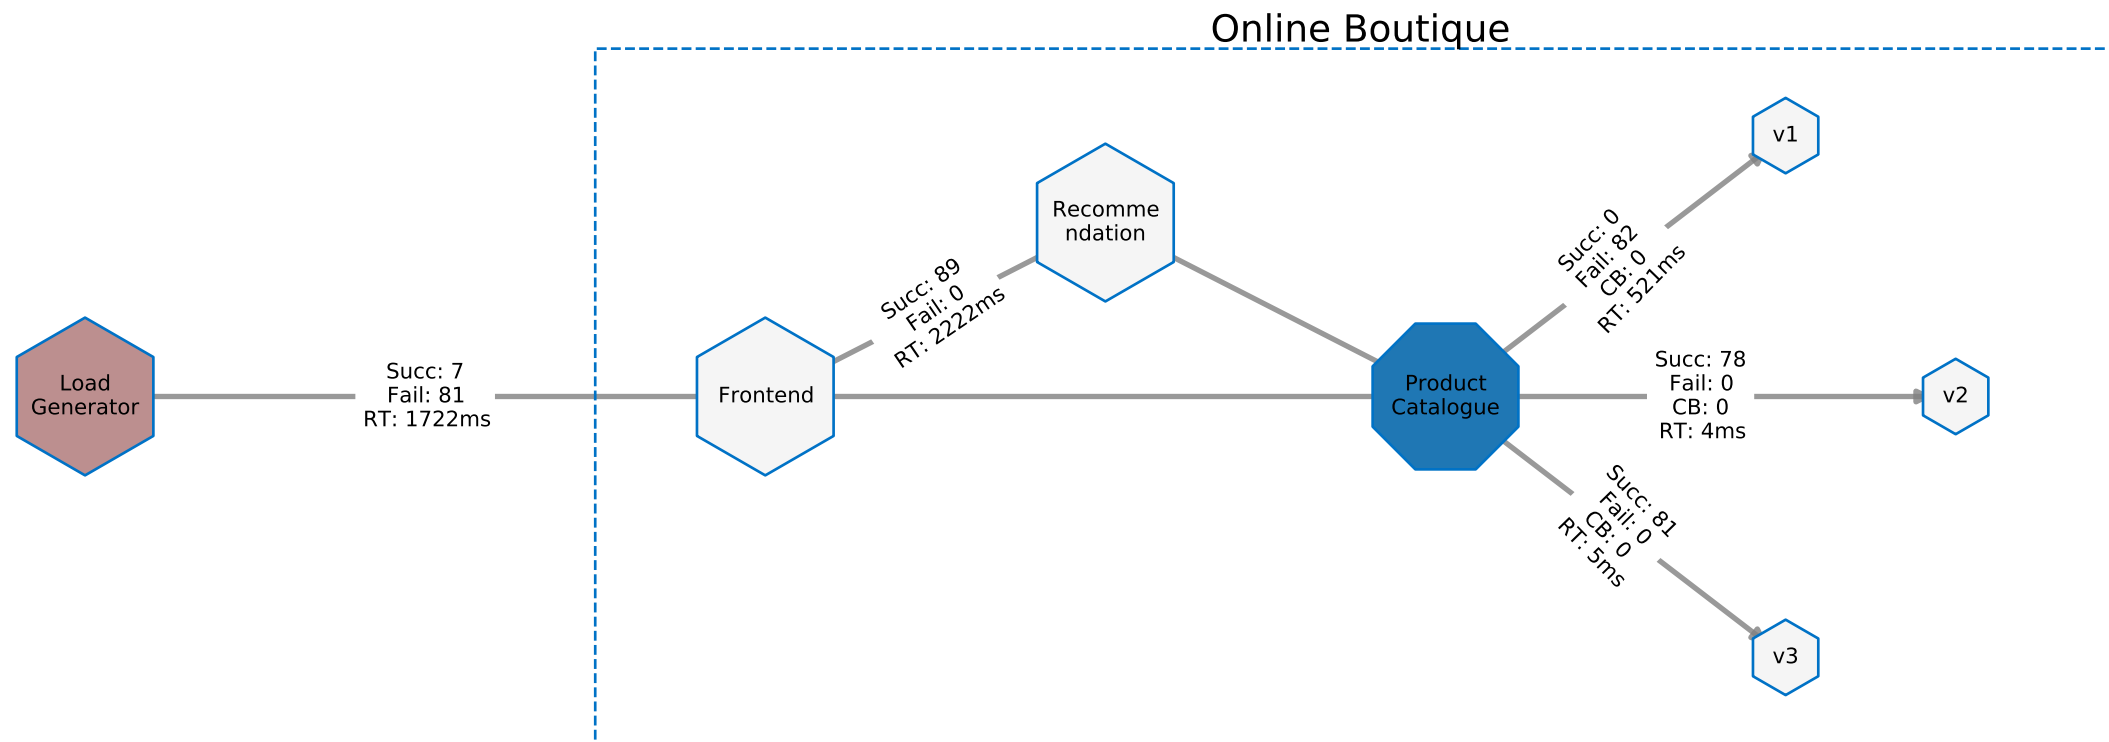 Online Boutique
Load
Generator
Succ: 7
Fail: 81
RT: 1722ms
Frontend
Succ: 89
Fail: 0
RT: 2222ms
Recomme
ndation
Product
Catalogue
Succ: 0
Fail: 82
CB: 0
RT: 521ms
v1
Succ: 78
Fail: 0
CB: 0
RT: 4ms
v2
Succ: 81
Fail: 0
CB: 0
RT: 5ms
v3